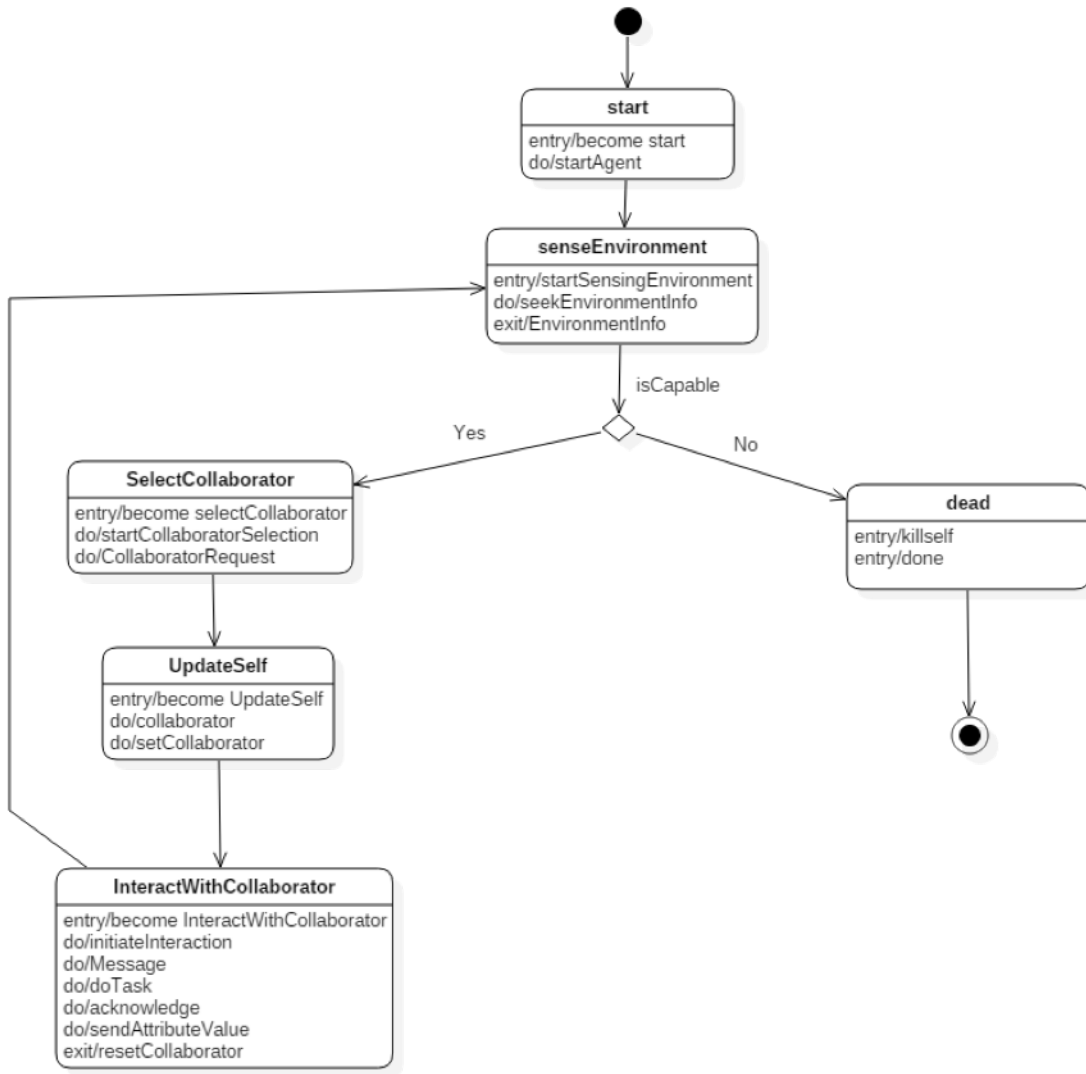 start
entry/become start
do/startAgent
senseEnvironment
entry/startSensingEnvironment
do/seekEnvironmentInfo
exit/EnvironmentInfo
isCapable
Yes
No
SelectCollaborator
entry/become selectCollaborator
do/startCollaboratorSelection
do/CollaboratorRequest
dead
entry/killself
entry/done
UpdateSelf
entry/become UpdateSelf
do/collaborator
do/setCollaborator
InteractWithCollaborator
entry/become InteractWithCollaborator
do/initiateInteraction
do/Message
do/doTask
do/acknowledge
do/sendAttributeValue
exit/resetCollaborator